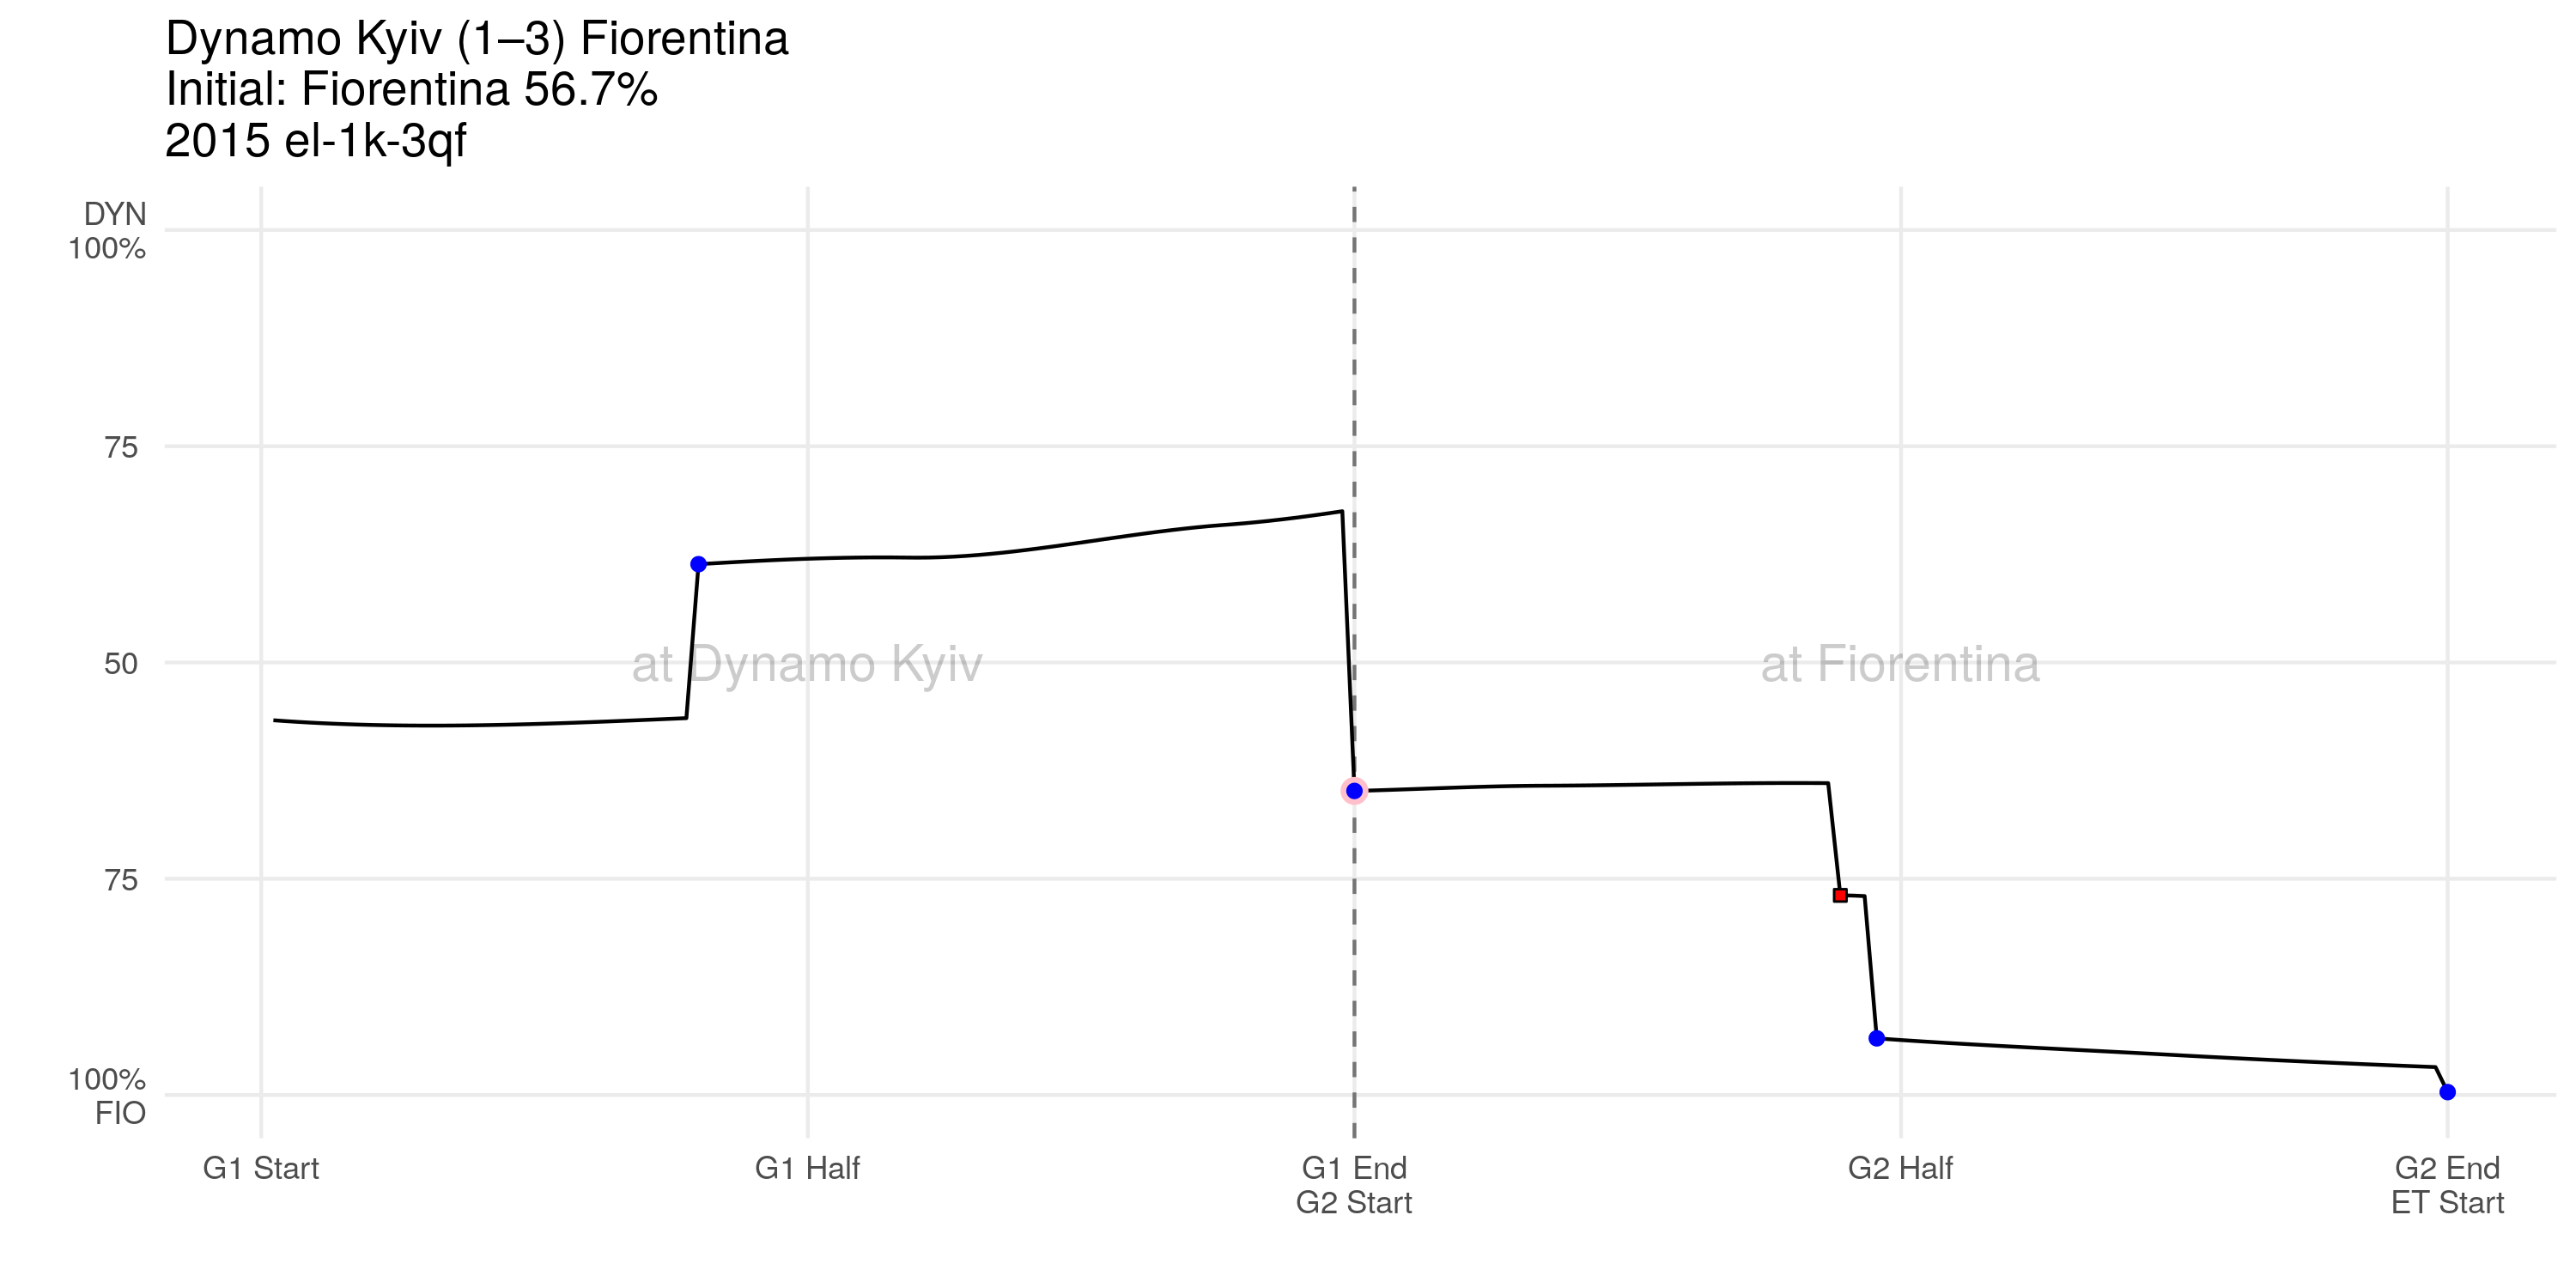 Dynamo Kyiv (1–3) Fiorentina
Initial: Fiorentina 56.7%
2015 el-1k-3qf
DYN
100%
75
50
75
100%
FIO
at Dynamo Kyiv
at Fiorentina
G1 Start
G1 Half
G1 End
G2 Start
G2 Half
G2 End
ET Start